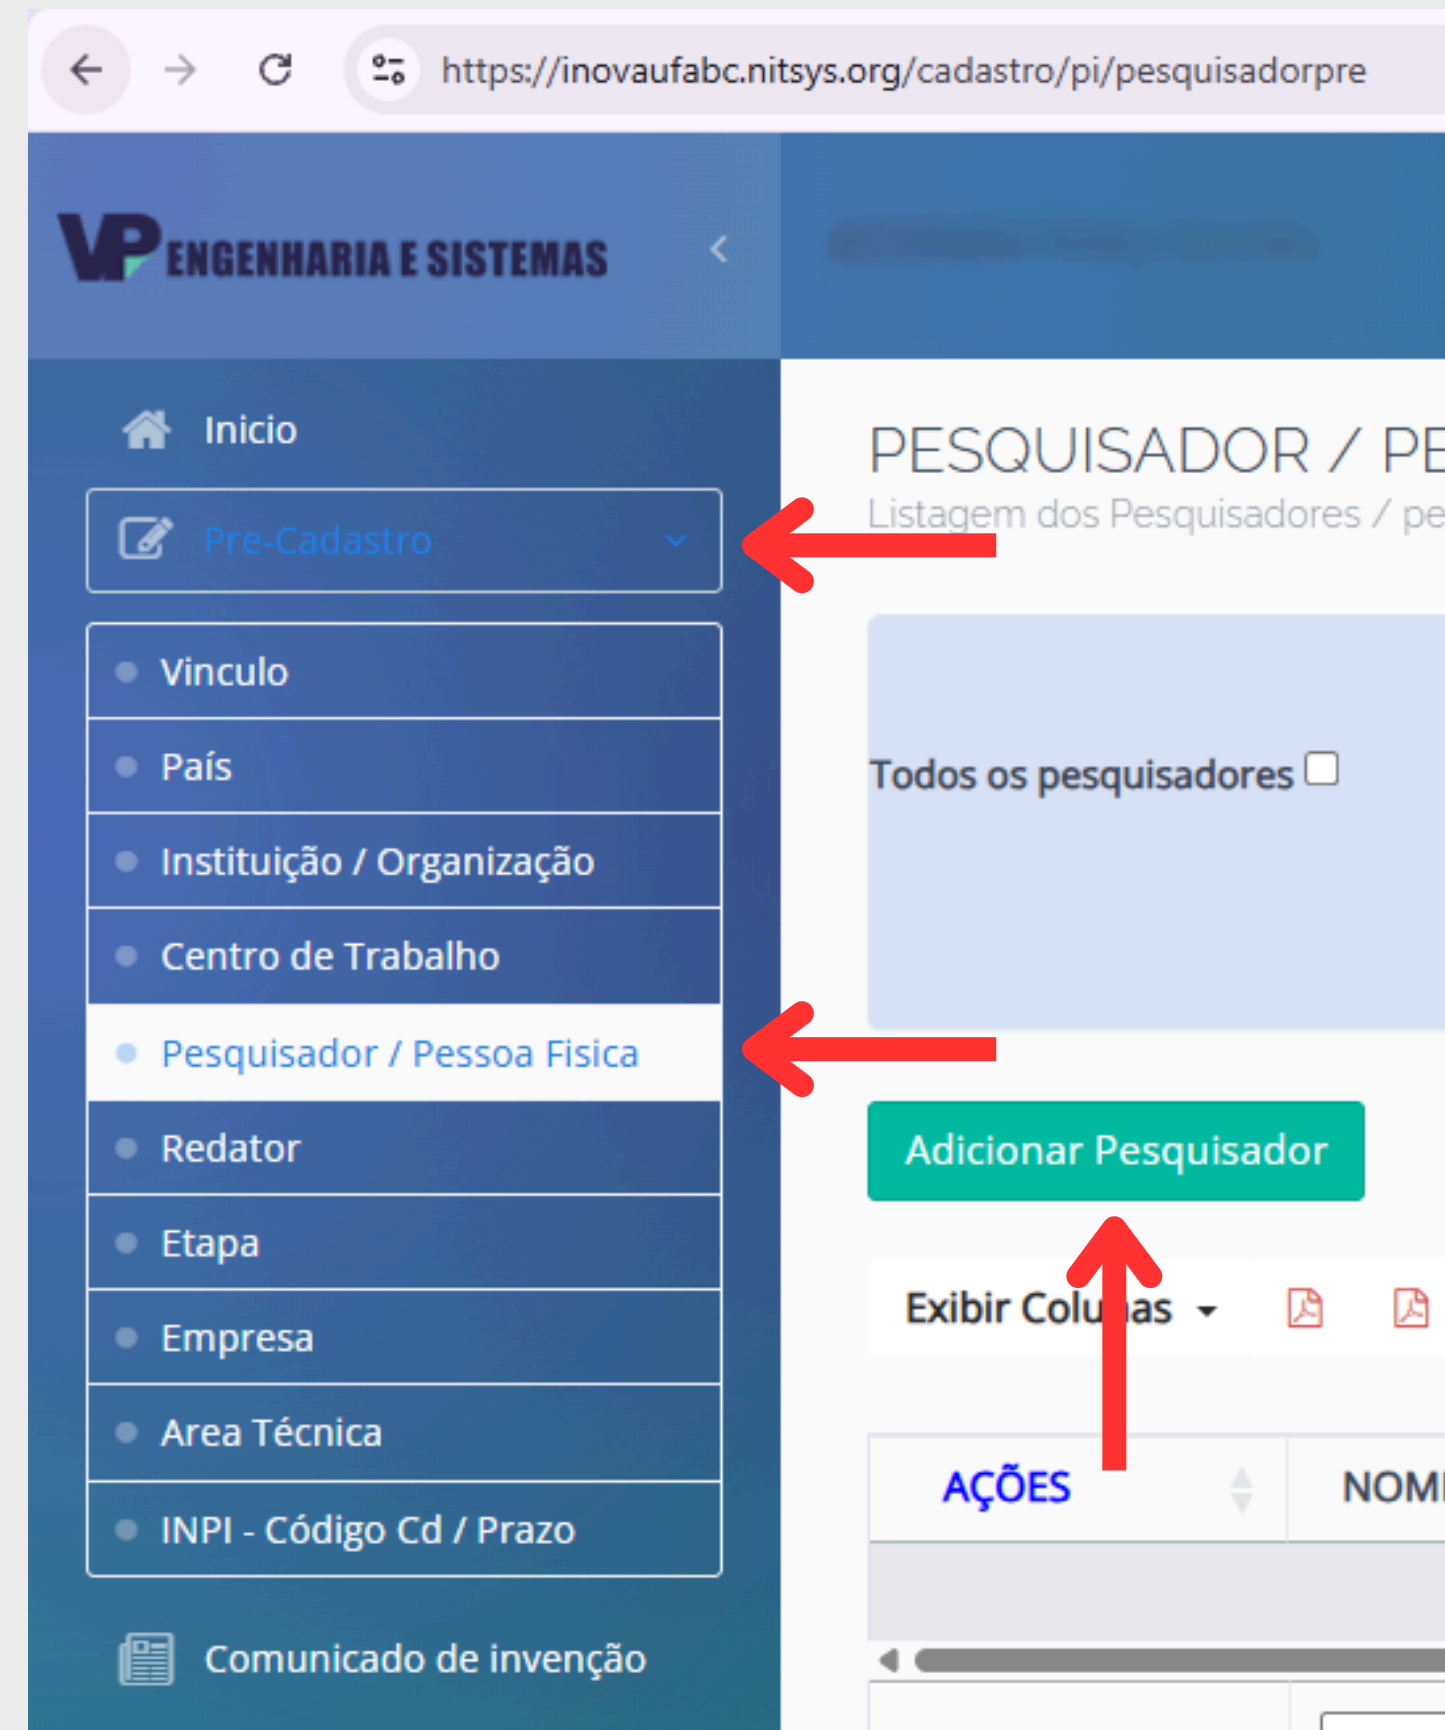 https://inovaufabc.nitsys.org/cadastro/pi/pesquisadorpre
VP ENGENHARIA E SISTEMAS
Inicio
Pre-Cadastro
Vinculo
País
Instituição / Organização
Centro de Trabalho
Pesquisador / Pessoa Fisica
Redator
Etapa
Empresa
Area Técnica
INPI - Código Cd / Prazo
Comunicado de invenção
PESQUISADOR / PE
Listagem dos Pesquisadores / pe
Todos os pesquisadores
Adicionar Pesquisador
Exibir Colunas
AÇÕES
NOM